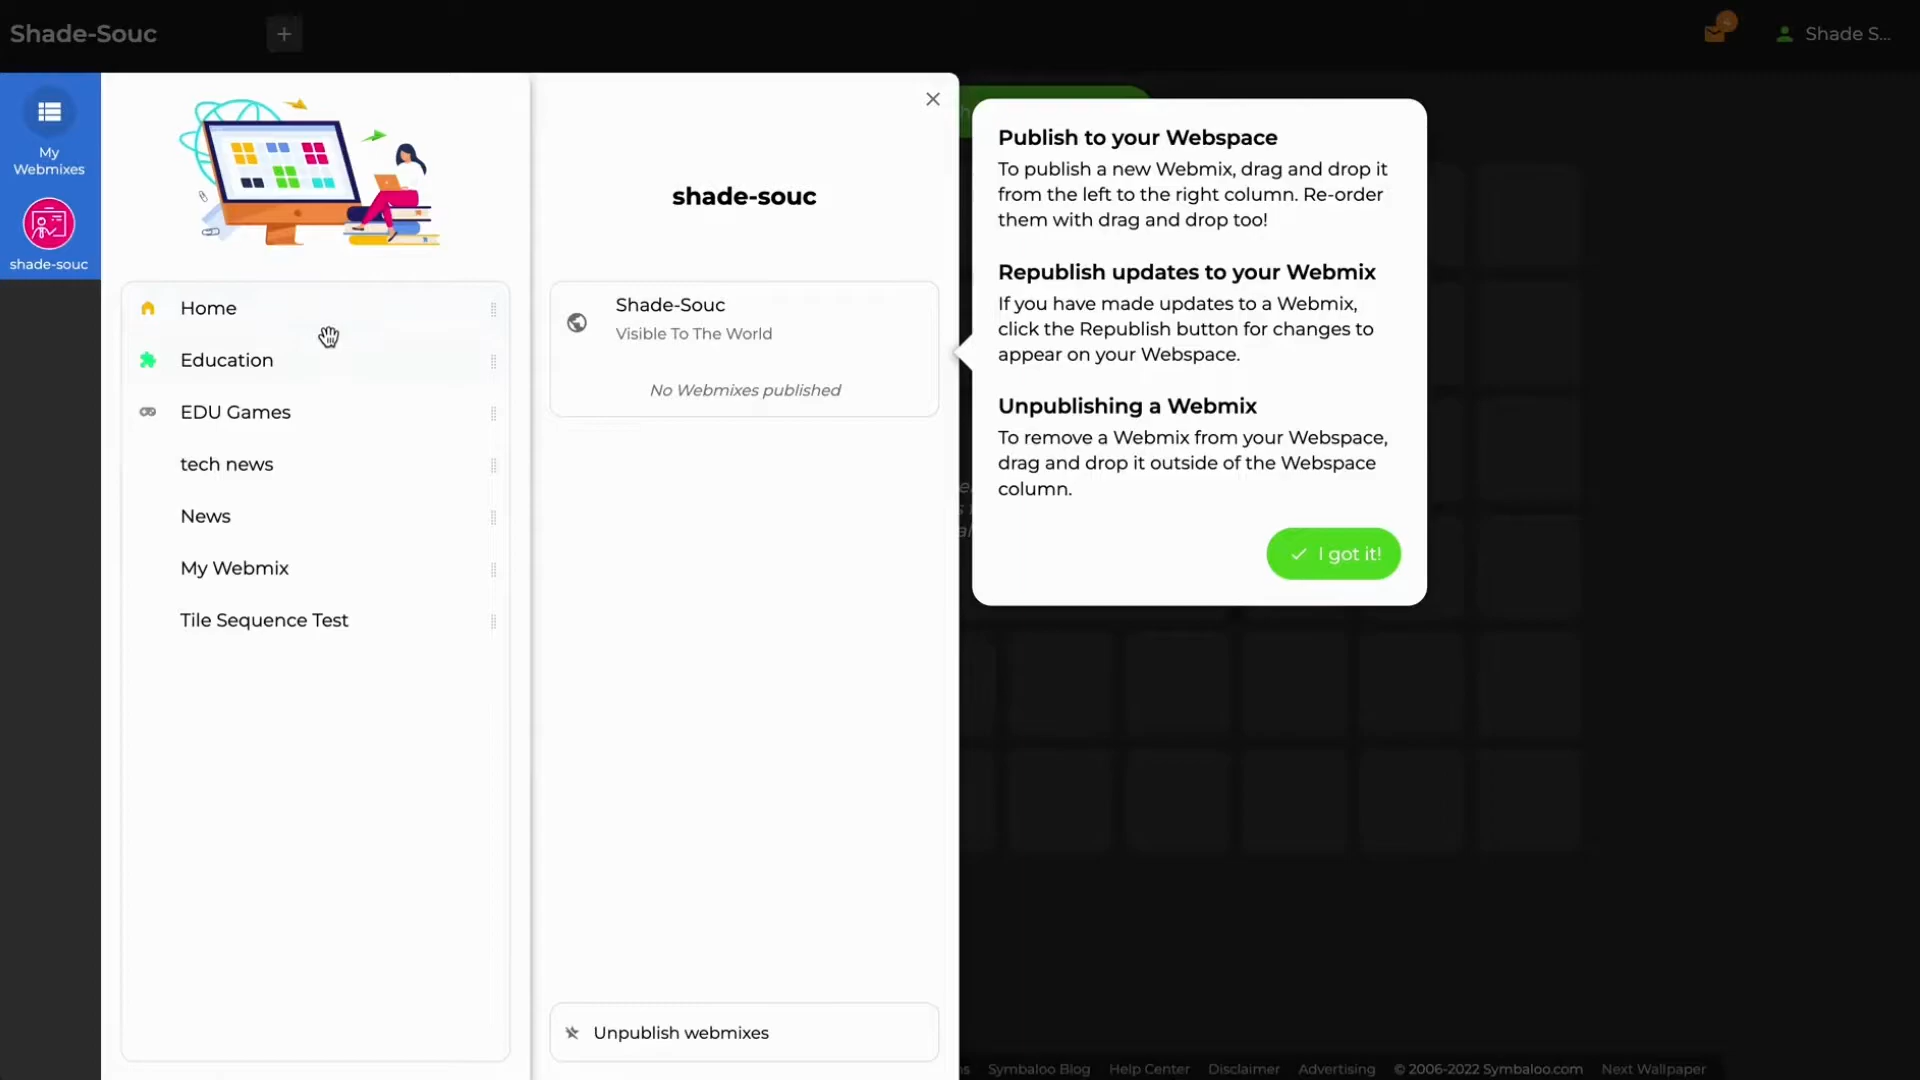 Shade-Souc
+
4
Shade S...
My
Webmixes
shade-souc
Home
Education
EDU Games
tech news
News
My Webmix
Tile Sequence Test
shade-souc
Shade-Souc
Visible To The World
No Webmixes published
Unpublish webmixes
Publish to your Webspace
To publish a new Webmix, drag and drop it
from the left to the right column. Re-order
them with drag and drop too!
Republish updates to your Webmix
If you have made updates to a Webmix,
click the Republish button for changes to
appear on your Webspace.
Unpublishing a Webmix
To remove a Webmix from your Webspace,
drag and drop it outside of the Webspace
column.
I got it!
Symbaloo Blog Help Center Disclaimer Advertising © 2006-2022 Symbaloo.com Next Wallpaper